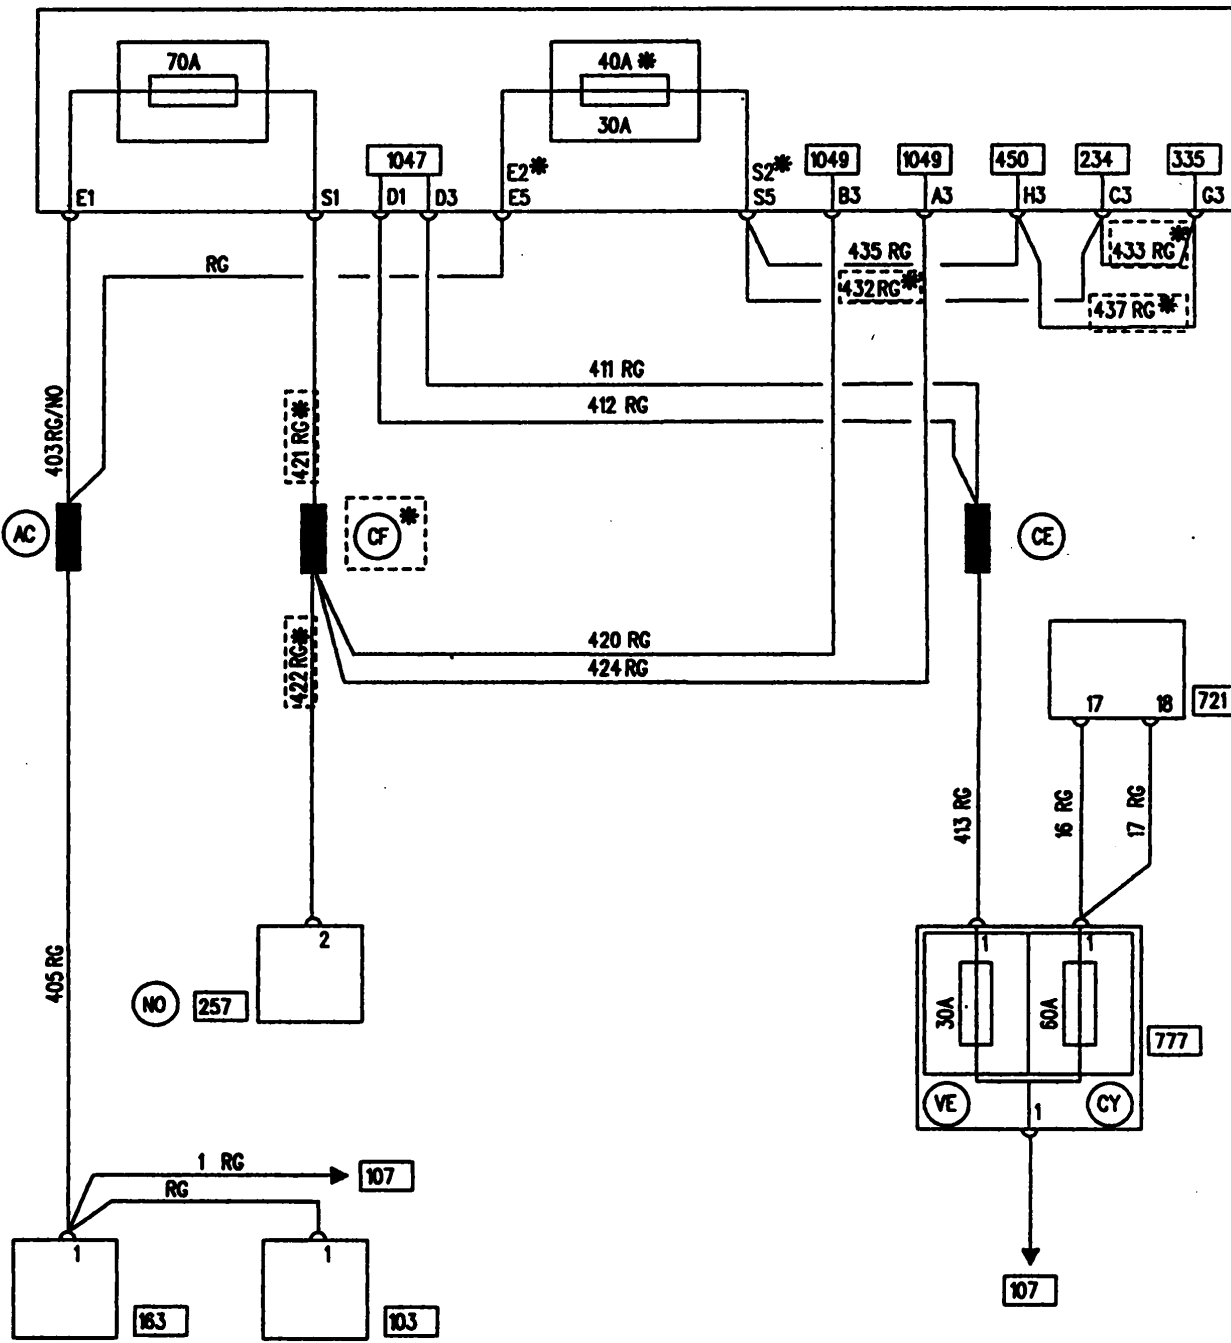 70A
40A *
30A
1047
E2 *
S2 *
1049
1049
450
234
335
E1
S1
D1
D3
E5
S5
B3
A3
H3
C3
G3
RG
435 RG
433 RG *
432 RG *
437 RG *
411 RG
412 RG
403 RG/NO
421 RG *
AC
CF *
CE
420 RG
424 RG
422 RG *
17
18
721
413 RG
16 RG
17 RG
2
1
1
405 RG
NO
257
30A
60A
777
VE
CY
1
1 RG
107
RG
1
1
107
163
103